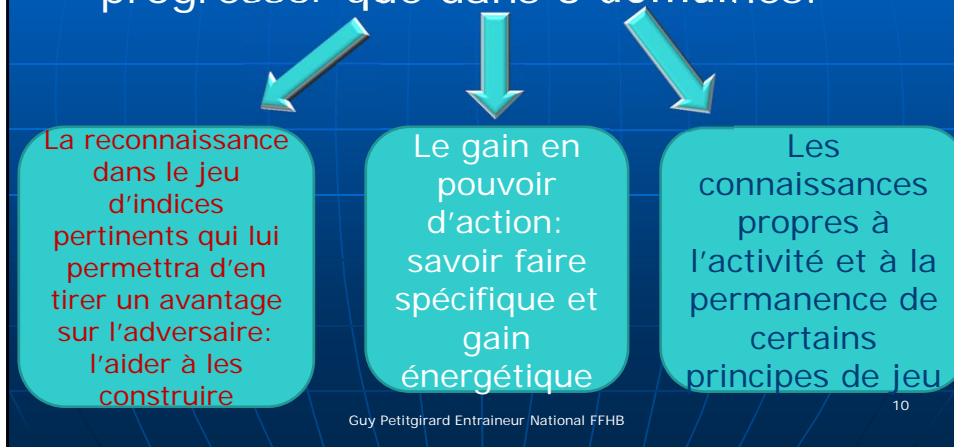 progresser que dans 3 domaines:
La reconnaissance
dans le jeu
d'indices
pertinents qui lui
permettra d'en
tirer un avantage
sur l'adversaire:
l'aider à les
construire
Le gain en
pouvoir
d'action:
savoir faire
spécifique et
gain
énergétique
Les
connaissances
propres à
l'activité et à la
permanence de
certains
principes de jeu
Guy Petitgirard Entraineur National FFHB
10